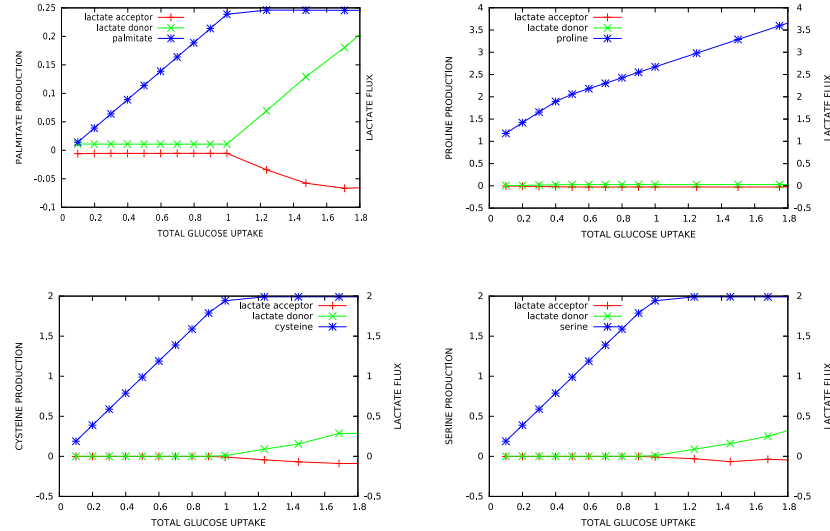 lactate acceptor
lactate donor
palmitate
0.25
0.2
0.15
0.1
0.05
0
-0.05
-0.1
PALMITATE PRODUCTION
LACTATE FLUX
0 0.2 0.4 0.6 0.8 1 1.2 1.4 1.6 1.8
TOTAL GLUCOSE UPTAKE
lactate acceptor
lactate donor
proline
4 4
3.5 3.5
3 3
2.5 2.5
2 2
1.5 1.5
1 1
0.5 0.5
0 0
-0.5 -0.5
PROLINE PRODUCTION
LACTATE FLUX
0 0.2 0.4 0.6 0.8 1 1.2 1.4 1.6 1.8
TOTAL GLUCOSE UPTAKE
lactate acceptor
lactate donor
cysteine
2 2
1.5 1.5
1 1
0.5 0.5
0 0
-0.5 -0.5
CYSTEINE PRODUCTION
LACTATE FLUX
0 0.2 0.4 0.6 0.8 1 1.2 1.4 1.6 1.8
TOTAL GLUCOSE UPTAKE
lactate acceptor
lactate donor
serine
2 2
1.5 1.5
1 1
0.5 0.5
0 0
-0.5 -0.5
SERINE PRODUCTION
LACTATE FLUX
0 0.2 0.4 0.6 0.8 1 1.2 1.4 1.6 1.8
TOTAL GLUCOSE UPTAKE